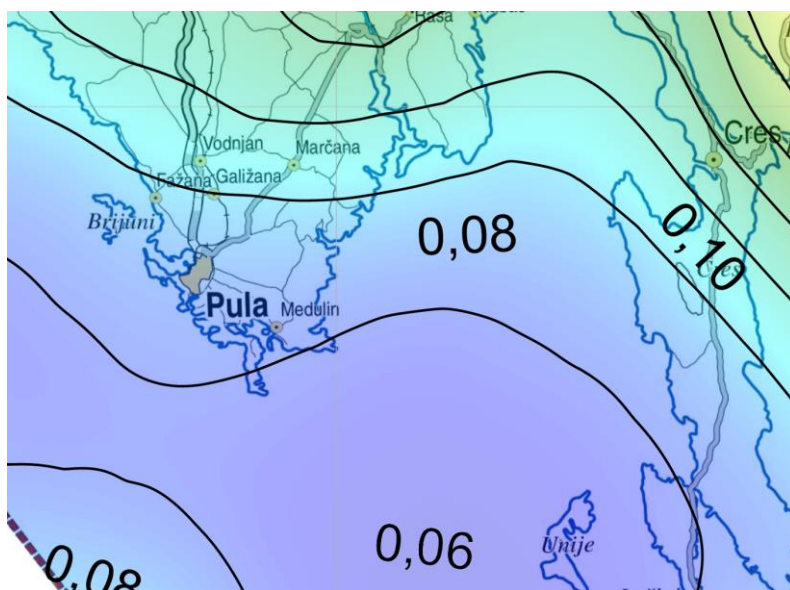 Raša
Cres
Vodnjan
Marčana
Fažana
Galižana
Brijuni
0,08
0,10
Cres
Pula
Medulin
0,06
Unije
0,08